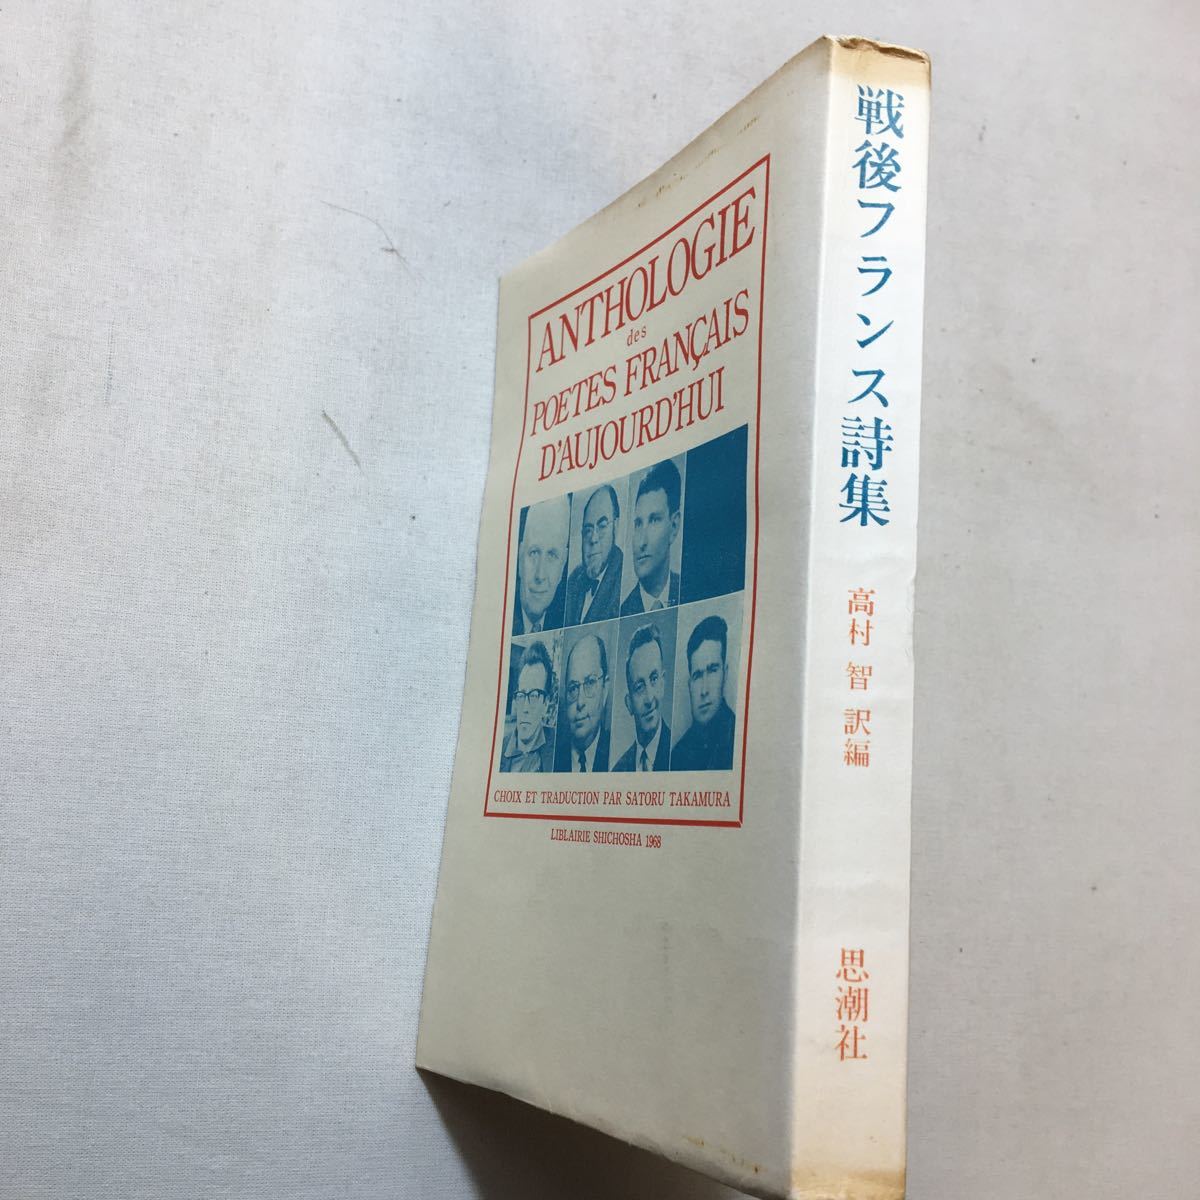 ANTHOLOGIE
des
POETES FRANÇAIS
D'AUJOURD'HUI
CHOIX ET TRADUCTION PAR SATORU TAKAMURA
LIBLAIRIE SHICHOSHA 1968
戦後フランス詩集
高村 智 訳編
思潮社